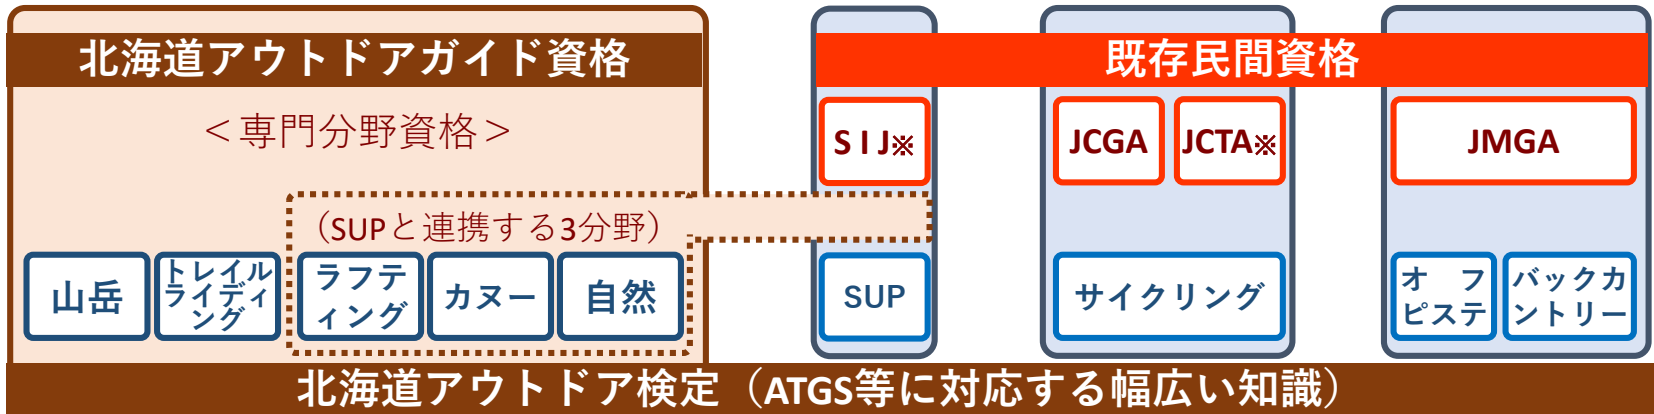 北海道アウトドアガイド資格
既存民間資格
＜専門分野資格＞
SIJ※
JCGA
JCTA※
JMGA
（SUPと連携する3分野）
山岳
トレイル
ライディ
ング
ラフテ
ィング
カヌー
自然
SUP
サイクリング
オフ
ピステ
バックカ
ントリー
北海道アウトドア検定（ATGS等に対応する幅広い知識）